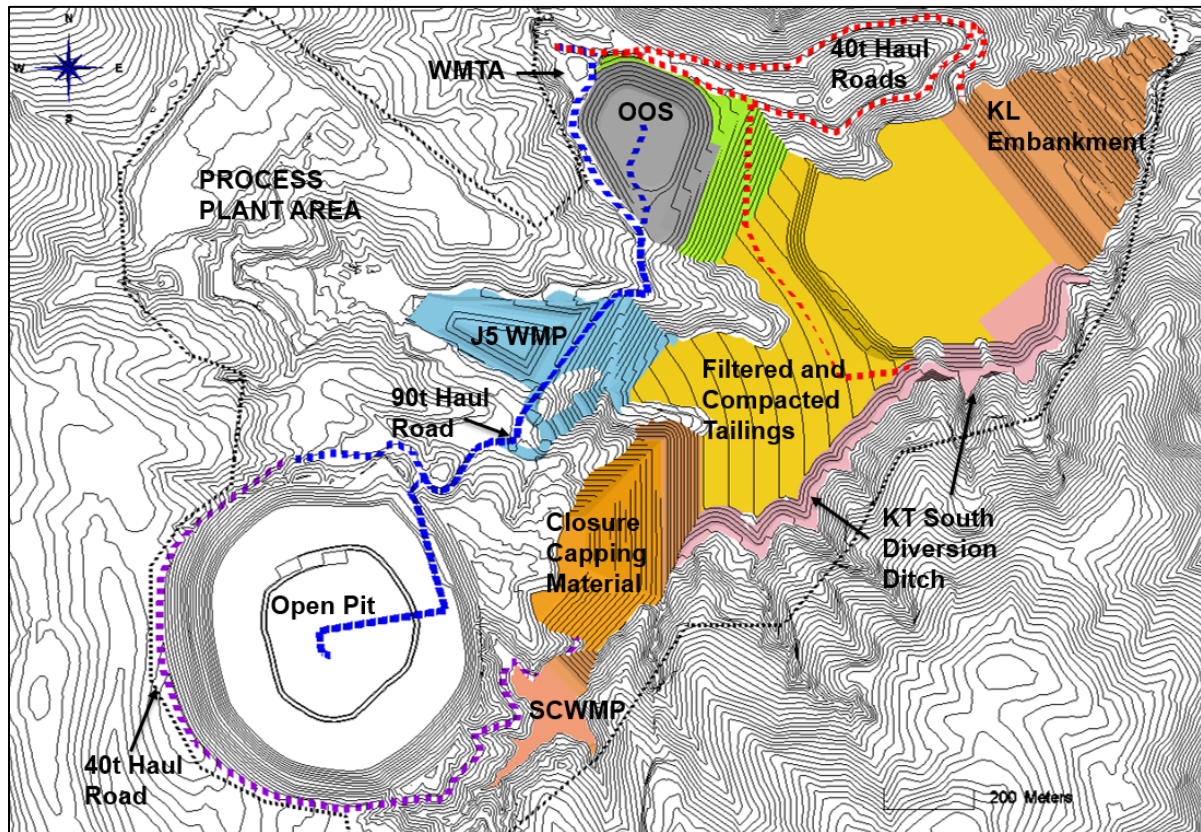 N
W
E
S
WMTA
40t Haul
Roads
OOS
KL
Embankment
PROCESS
PLANT AREA
J5 WMP
90t Haul
Road
Filtered and
Compacted
Tailings
Closure
Capping
Material
KT South
Diversion
Ditch
Open Pit
SCWMP
40t Haul
Road
200 Meters